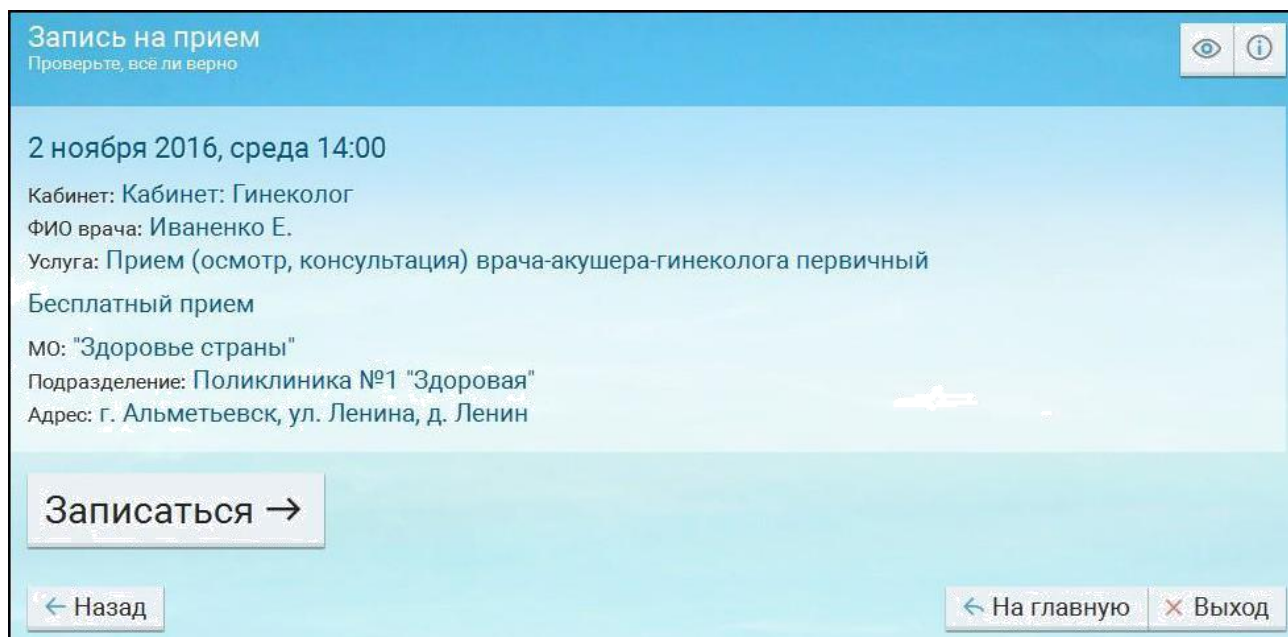 Запись на прием
Проверьте, всё ли верно
2 ноября 2016, среда 14:00
Кабинет: Кабинет: Гинеколог
ФИО врача: Иваненко Е.
Услуга: Прием (осмотр, консультация) врача-акушера-гинеколога первичный
Бесплатный прием
МО: "Здоровье страны"
Подразделение: Поликлиника №1 "Здоровая"
Адрес: г. Альметьевск, ул. Ленина, д. Ленин
Записаться →
← Назад
На главную
Выход